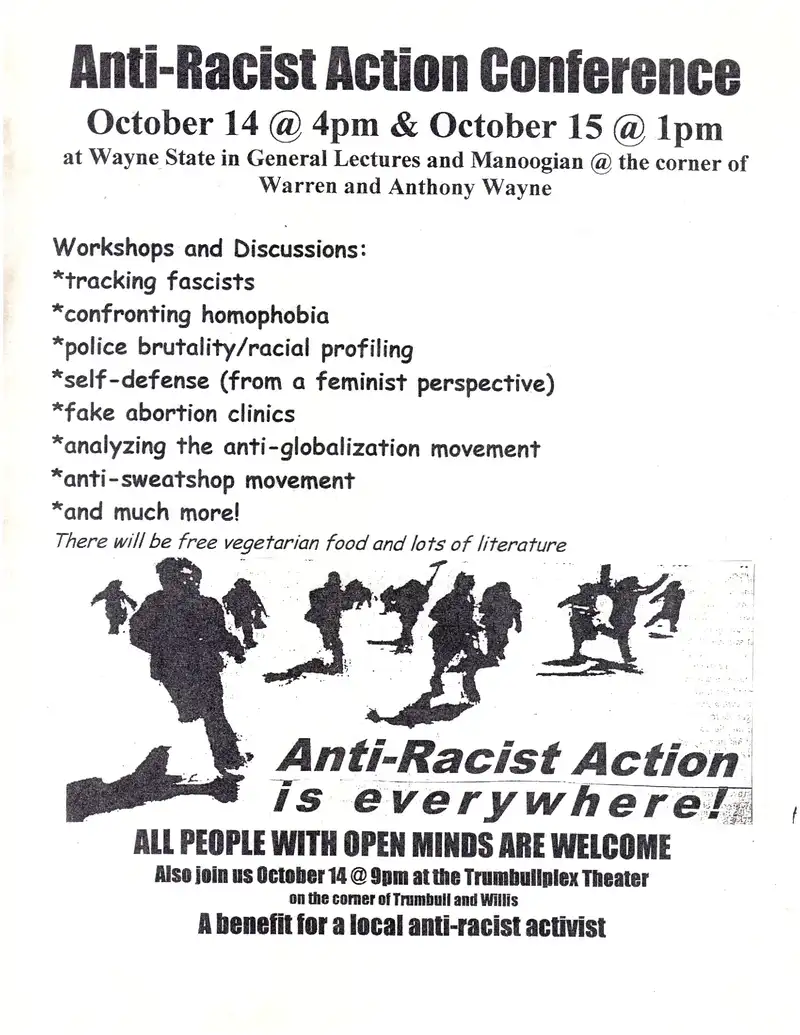 Anti-Racist Action Conference
October 14 @ 4pm & October 15 @ 1pm
at Wayne State in General Lectures and Manoogian @ the corner of
Warren and Anthony Wayne
Workshops and Discussions:
*tracking fascists
*confronting homophobia
*police brutality/racial profiling
*self-defense (from a feminist perspective)
*fake abortion clinics
*analyzing the anti-globalization movement
*anti-sweatshop movement
*and much more!
There will be free vegetarian food and lots of literature
Anti-Racist Action
is everywhere!
ALL PEOPLE WITH OPEN MINDS ARE WELCOME
Also join us October 14 @ 9pm at the Trumbullplex Theater
on the corner of Trumbull and Willis
A benefit for a local anti-racist activist